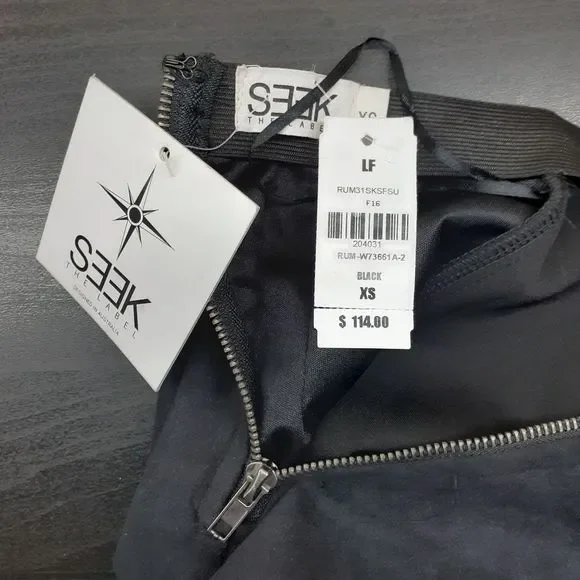 SEEK
THE LABEL
XS
SEEK
THE LABEL
DESIGNED IN AUSTRALIA
LF
RUM31SKSFSU
F16
204031
RUM-W73661A-2
BLACK
XS
$ 114.00